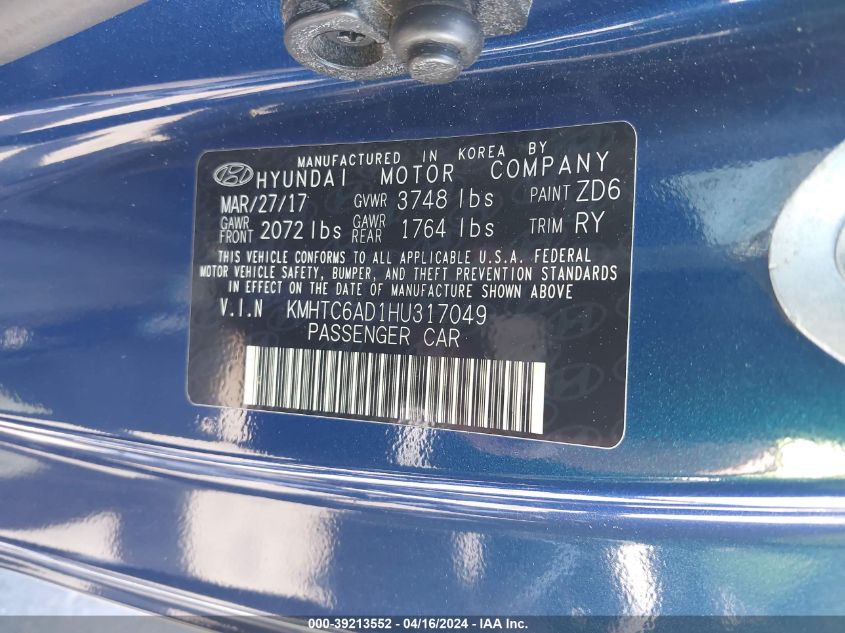 MANUFACTURED IN KOREA BY
HYUNDAI MOTOR COMPANY
MAR/27/17 GVWR 3748 lbs PAINT ZD6
GAWR FRONT 2072 lbs GAWR REAR 1764 lbs TRIM RY
THIS VEHICLE CONFORMS TO ALL APPLICABLE U.S.A. FEDERAL
MOTOR VEHICLE SAFETY, BUMPER, AND THEFT PREVENTION STANDARDS
IN EFFECT ON THE DATE OF MANUFACTURE SHOWN ABOVE
V.I.N KMHTC6AD1HU317049
PASSENGER CAR
000-39213552 - 04/16/2024 - IAA Inc.